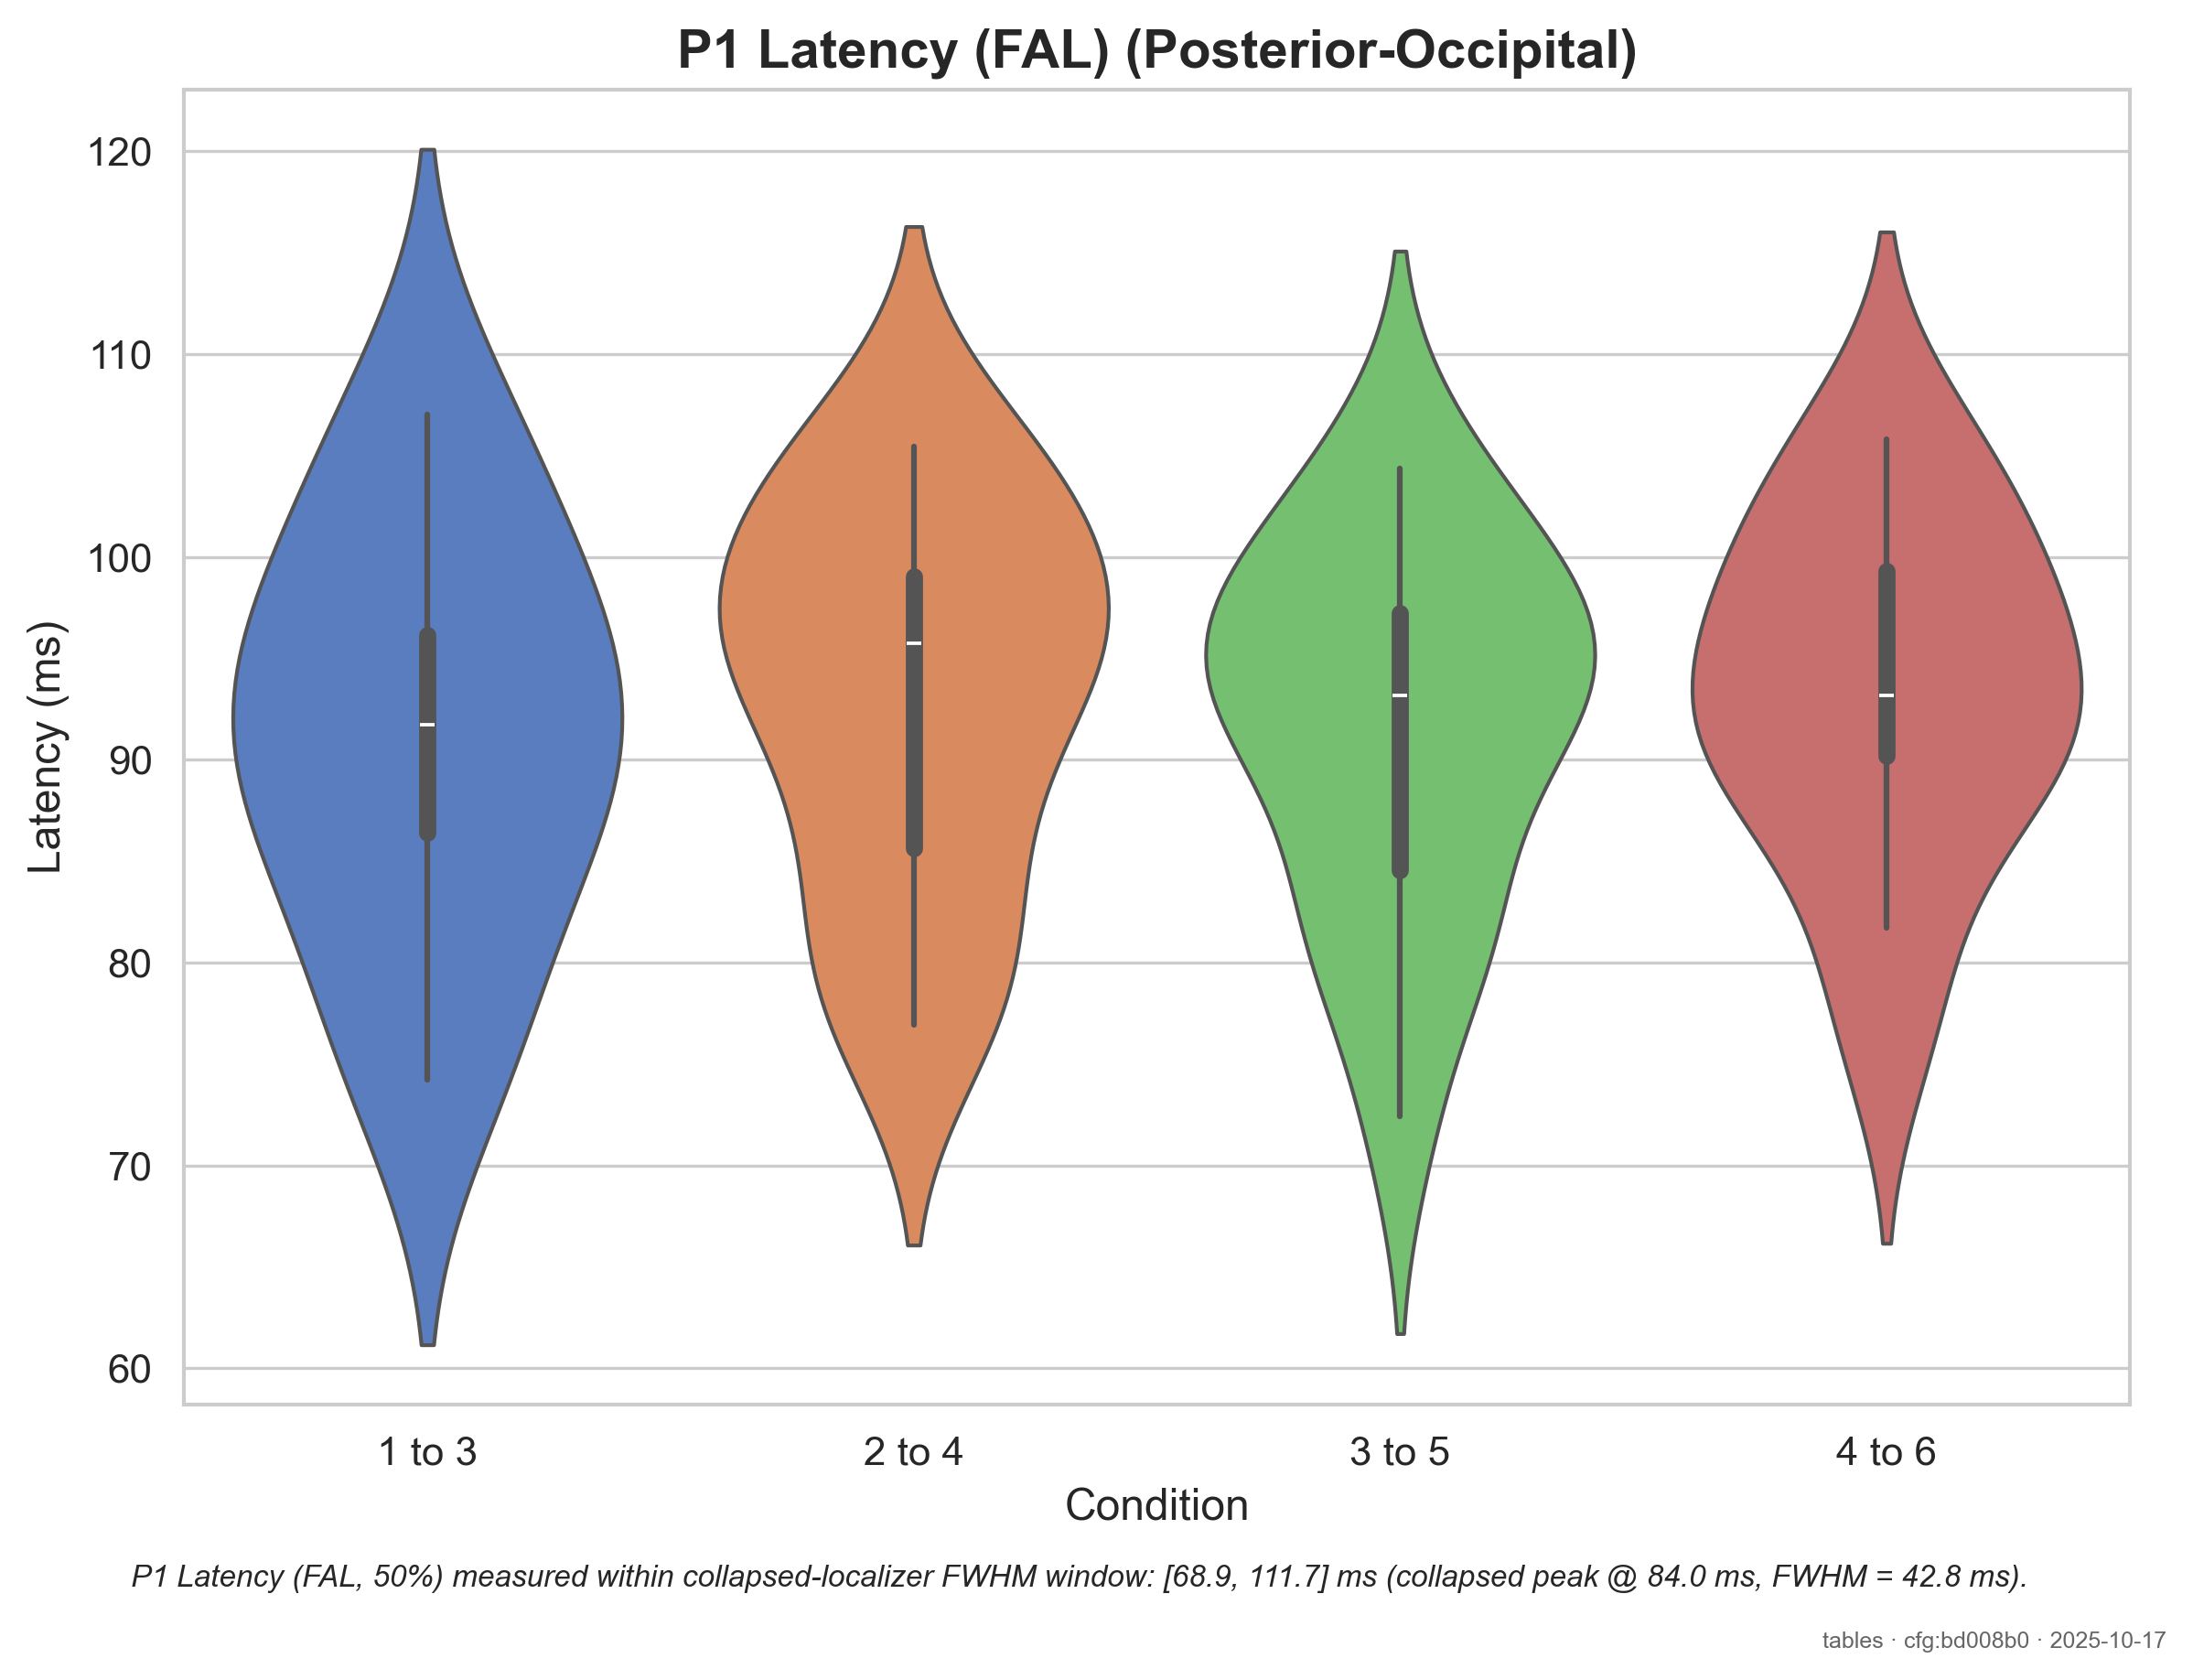 P1 Latency (FAL) (Posterior-Occipital)
Latency (ms)
120
110
100
90
80
70
60
1 to 3
2 to 4
3 to 5
4 to 6
Condition
P1 Latency (FAL, 50%) measured within collapsed-localizer FWHM window: [68.9, 111.7] ms (collapsed peak @ 84.0 ms, FWHM = 42.8 ms).
tables · cfg:bd008b0 · 2025-10-17